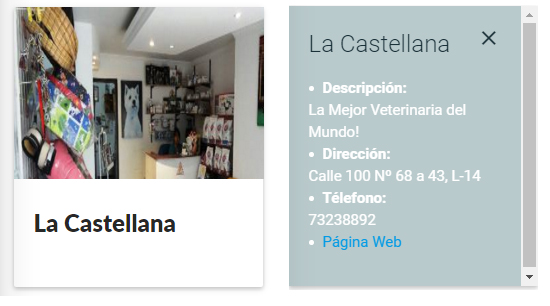 La Castellana
La Castellana ×
• Descripción:
La Mejor Veterinaria del
Mundo!
• Dirección:
Calle 100 Nº 68 a 43, L-14
• Télefono:
73238892
• Página Web